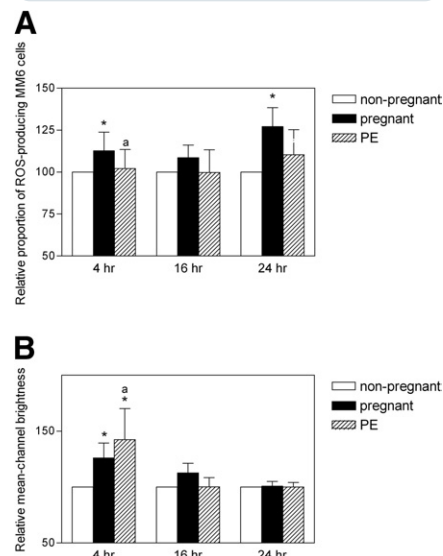 A
Relative proportion of ROS-producing MM6 cells
150
125
100
75
50
*
a
*
4 hr
16 hr
24 hr
non-pregnant
pregnant
PE
B
Relative mean-channel brightness
150
50
*
a
*
4 hr
16 hr
24 hr
non-pregnant
pregnant
PE